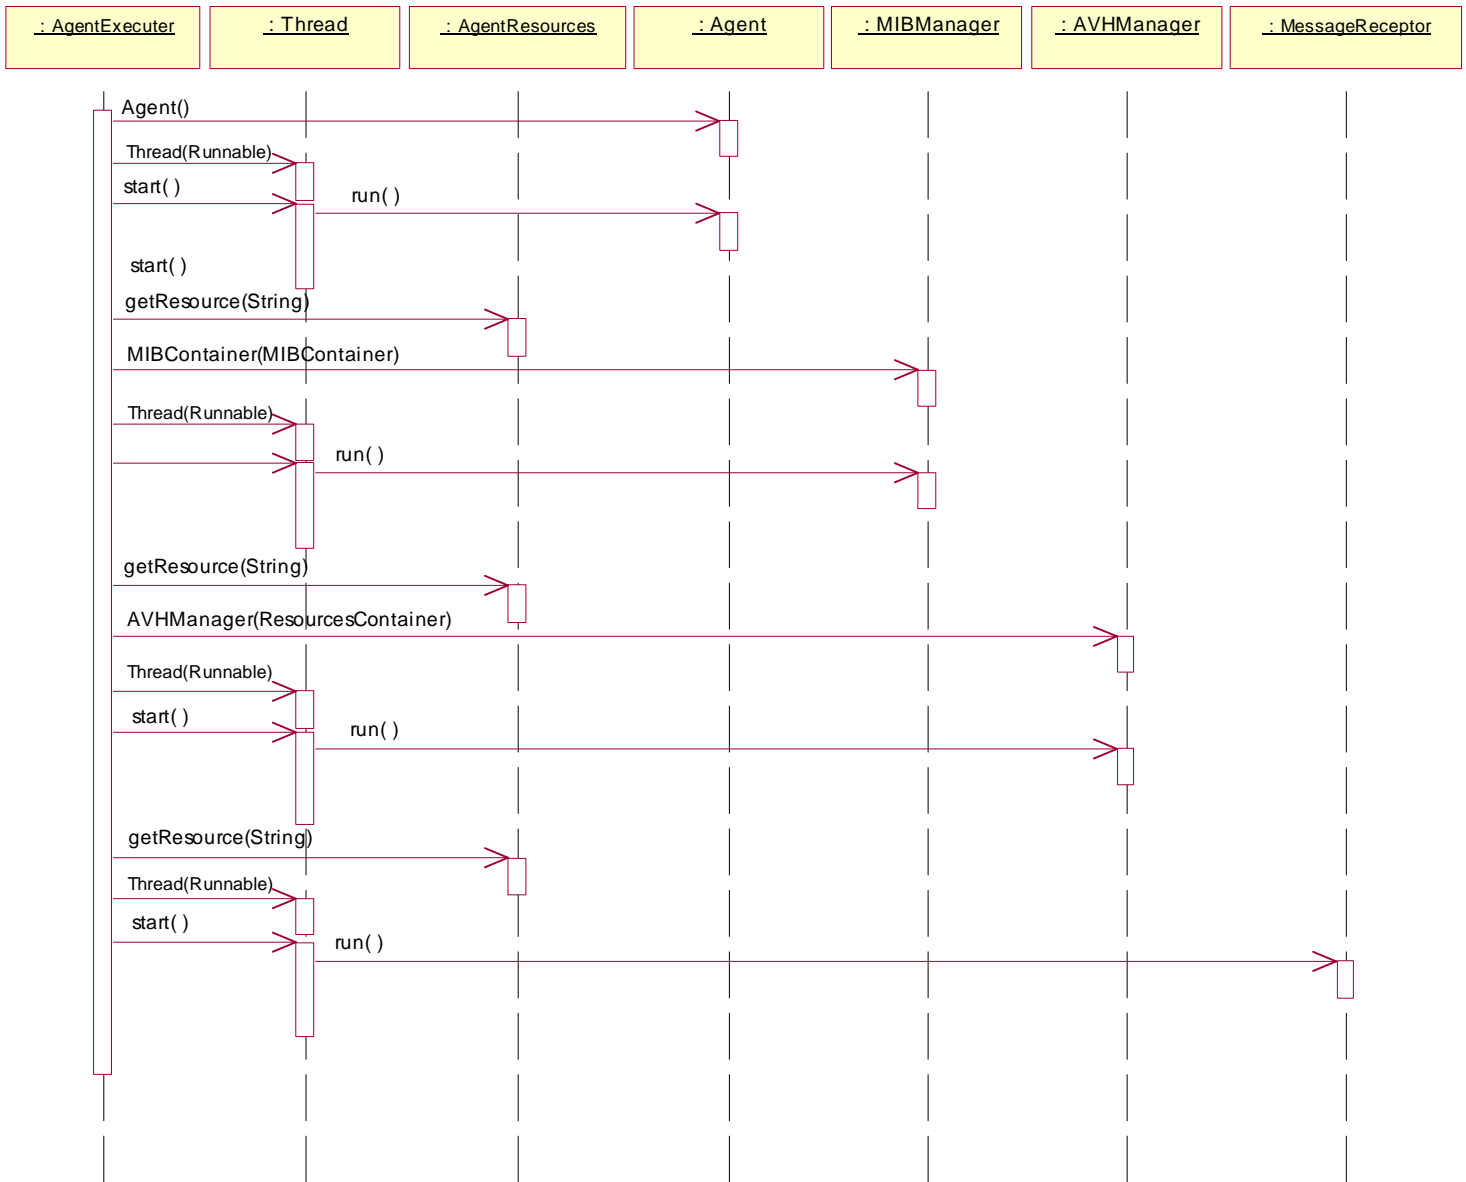 : AgentExecuter
: Thread
: AgentResources
: Agent
: MIBManager
: AVHManager
: MessageReceptor
Agent()
Thread(Runnable)
start( )
run( )
start( )
getResource(String)
MIBContainer(MIBContainer)
Thread(Runnable)
run( )
getResource(String)
AVHManager(ResourcesContainer)
Thread(Runnable)
start( )
run( )
getResource(String)
Thread(Runnable)
start( )
run( )